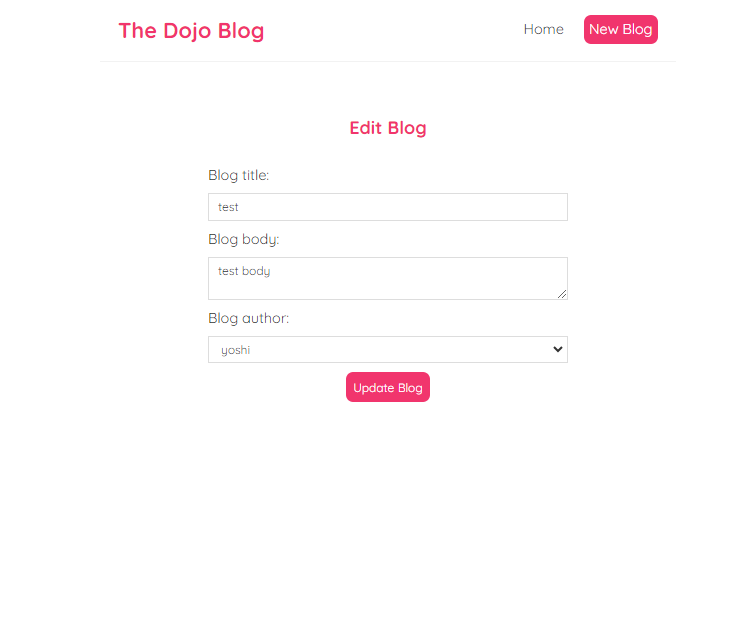 The Dojo Blog
Home
New Blog
Edit Blog
Blog title:
test
Blog body:
test body
Blog author:
yoshi
Update Blog